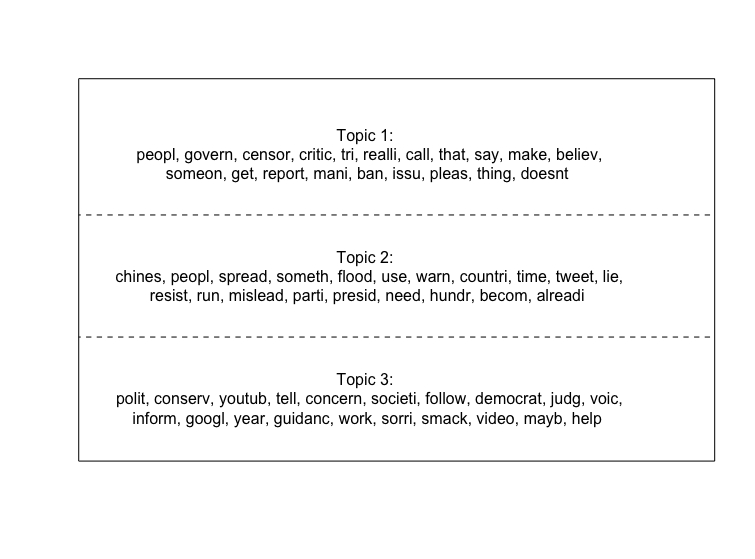 Topic 1:
peopl, govern, censor, critic, tri, realli, call, that, say, make, believ,
someon, get, report, mani, ban, issu, pleas, thing, doesnt
Topic 2:
chines, peopl, spread, someth, flood, use, warn, countri, time, tweet, lie,
resist, run, mislead, parti, presid, need, hundr, becom, alreadi
Topic 3:
polit, conserv, youtub, tell, concern, societi, follow, democrat, judg, voic,
inform, googl, year, guidanc, work, sorri, smack, video, mayb, help